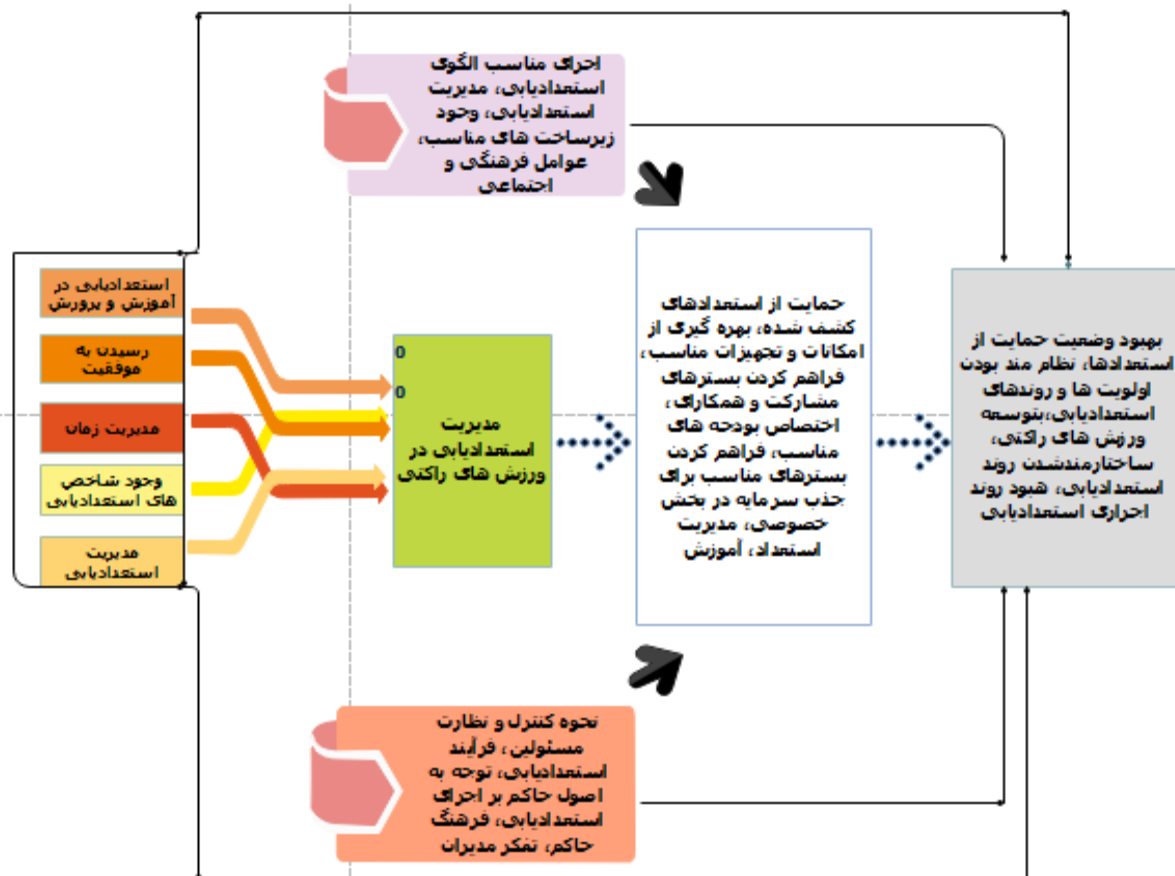 اجرای مناسب الگوی
استعدادیابی، مدیریت
استعدادیابی، وجود
زیرساخت های مناسب،
عوامل فرهنگی و
اجتماعی
استعدادیابی در
آموزش و پرورش
رسیدن به
موفقیت
مدیریت زمان
وجود شاخص
های استعدادیابی
مدیریت
استعدادیابی
0
0
مدیریت
استعدادیابی در
ورزش های راکتی
حمایت از استعدادهای
کشف شده، بهره گیری از
امکانات و تجهیزات مناسب،
فراهم کردن بسترهای
مشارکت و همکارای،
اختصاص بودجه های
مناسب، فراهم کردن
بسترهای مناسب برای
جذب سرمایه در بخش
خصوصی، مدیریت
استعداد، آموزش
بهبود وضعیت حمایت از
استعدادها، نظام مند بودن
اولویت ها و روندهای
استعدادیابی،بتوسعه
ورزش های راکتی،
ساختارمندشدن روند
استعدادیابی، هبود روند
اجراری استعدادیابی
نحوه کنترل و نظارت
مسئولین، فرآیند
استعدادیابی، توجه به
اصول حاکم بر اجرای
استعدادیابی، فرهنگ
حاکم، تفکر مدیران